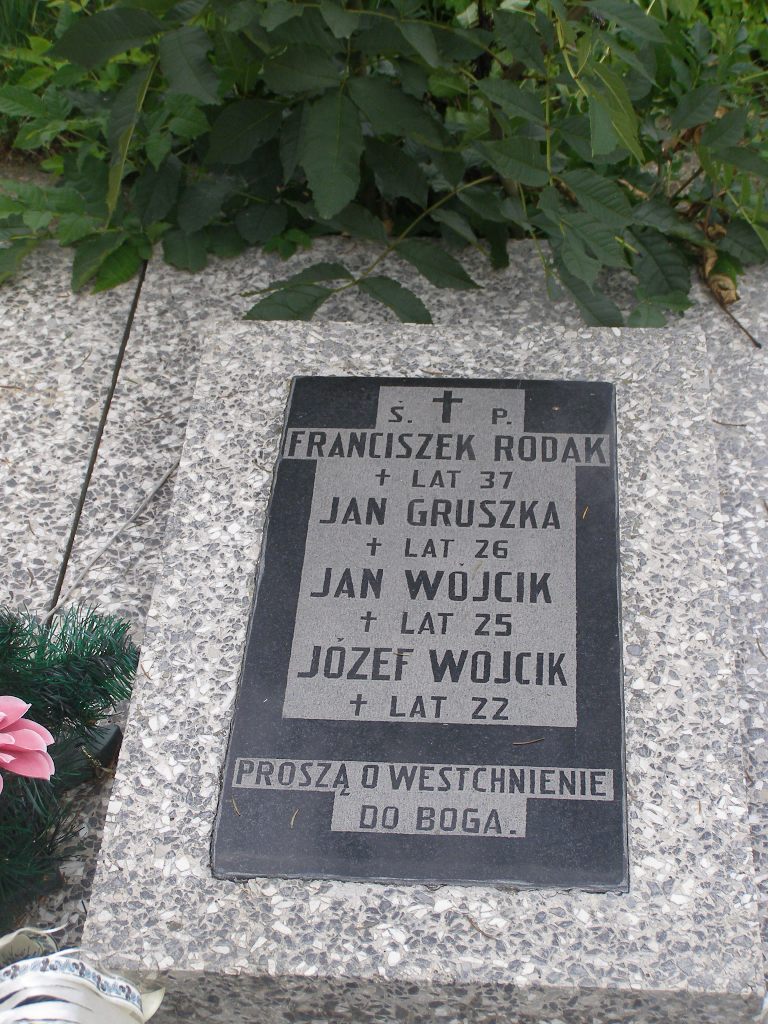 Ś. P.
FRANCISZEK RODAK
LAT 37
JAN GRUSZKA
LAT 26
JAN WÓJCIK
LAT 25
JÓZEF WOJCIK
LAT 22
PROSZĄ O WESTCHNIENIE
DO BOGA.